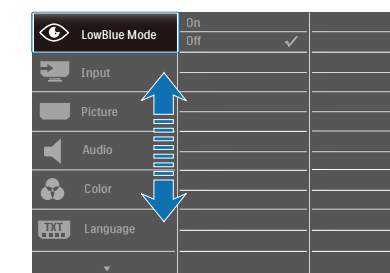 LowBlue Mode
On
Off
Input
Picture
Audio
Color
TXT
Language